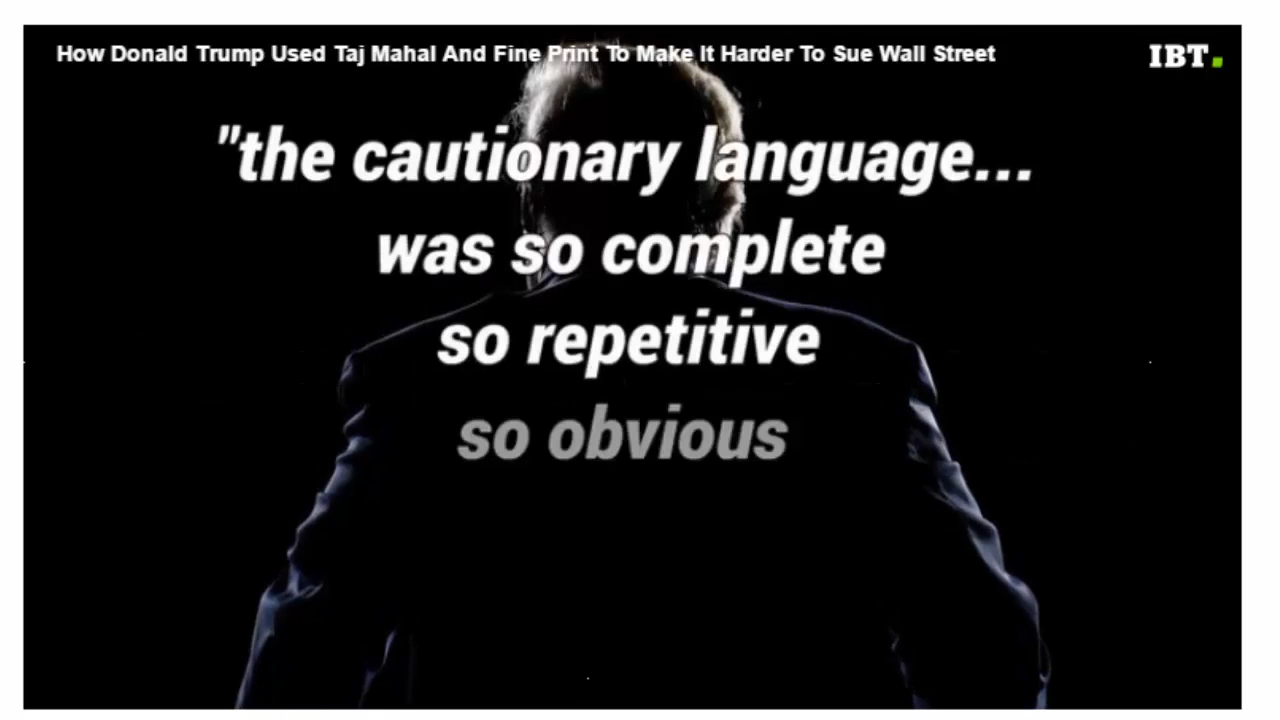 How Donald Trump Used Taj Mahal And Fine Print To Make It Harder To Sue Wall Street
IBT.
"the cautionary language...
was so complete
so repetitive
so obvious